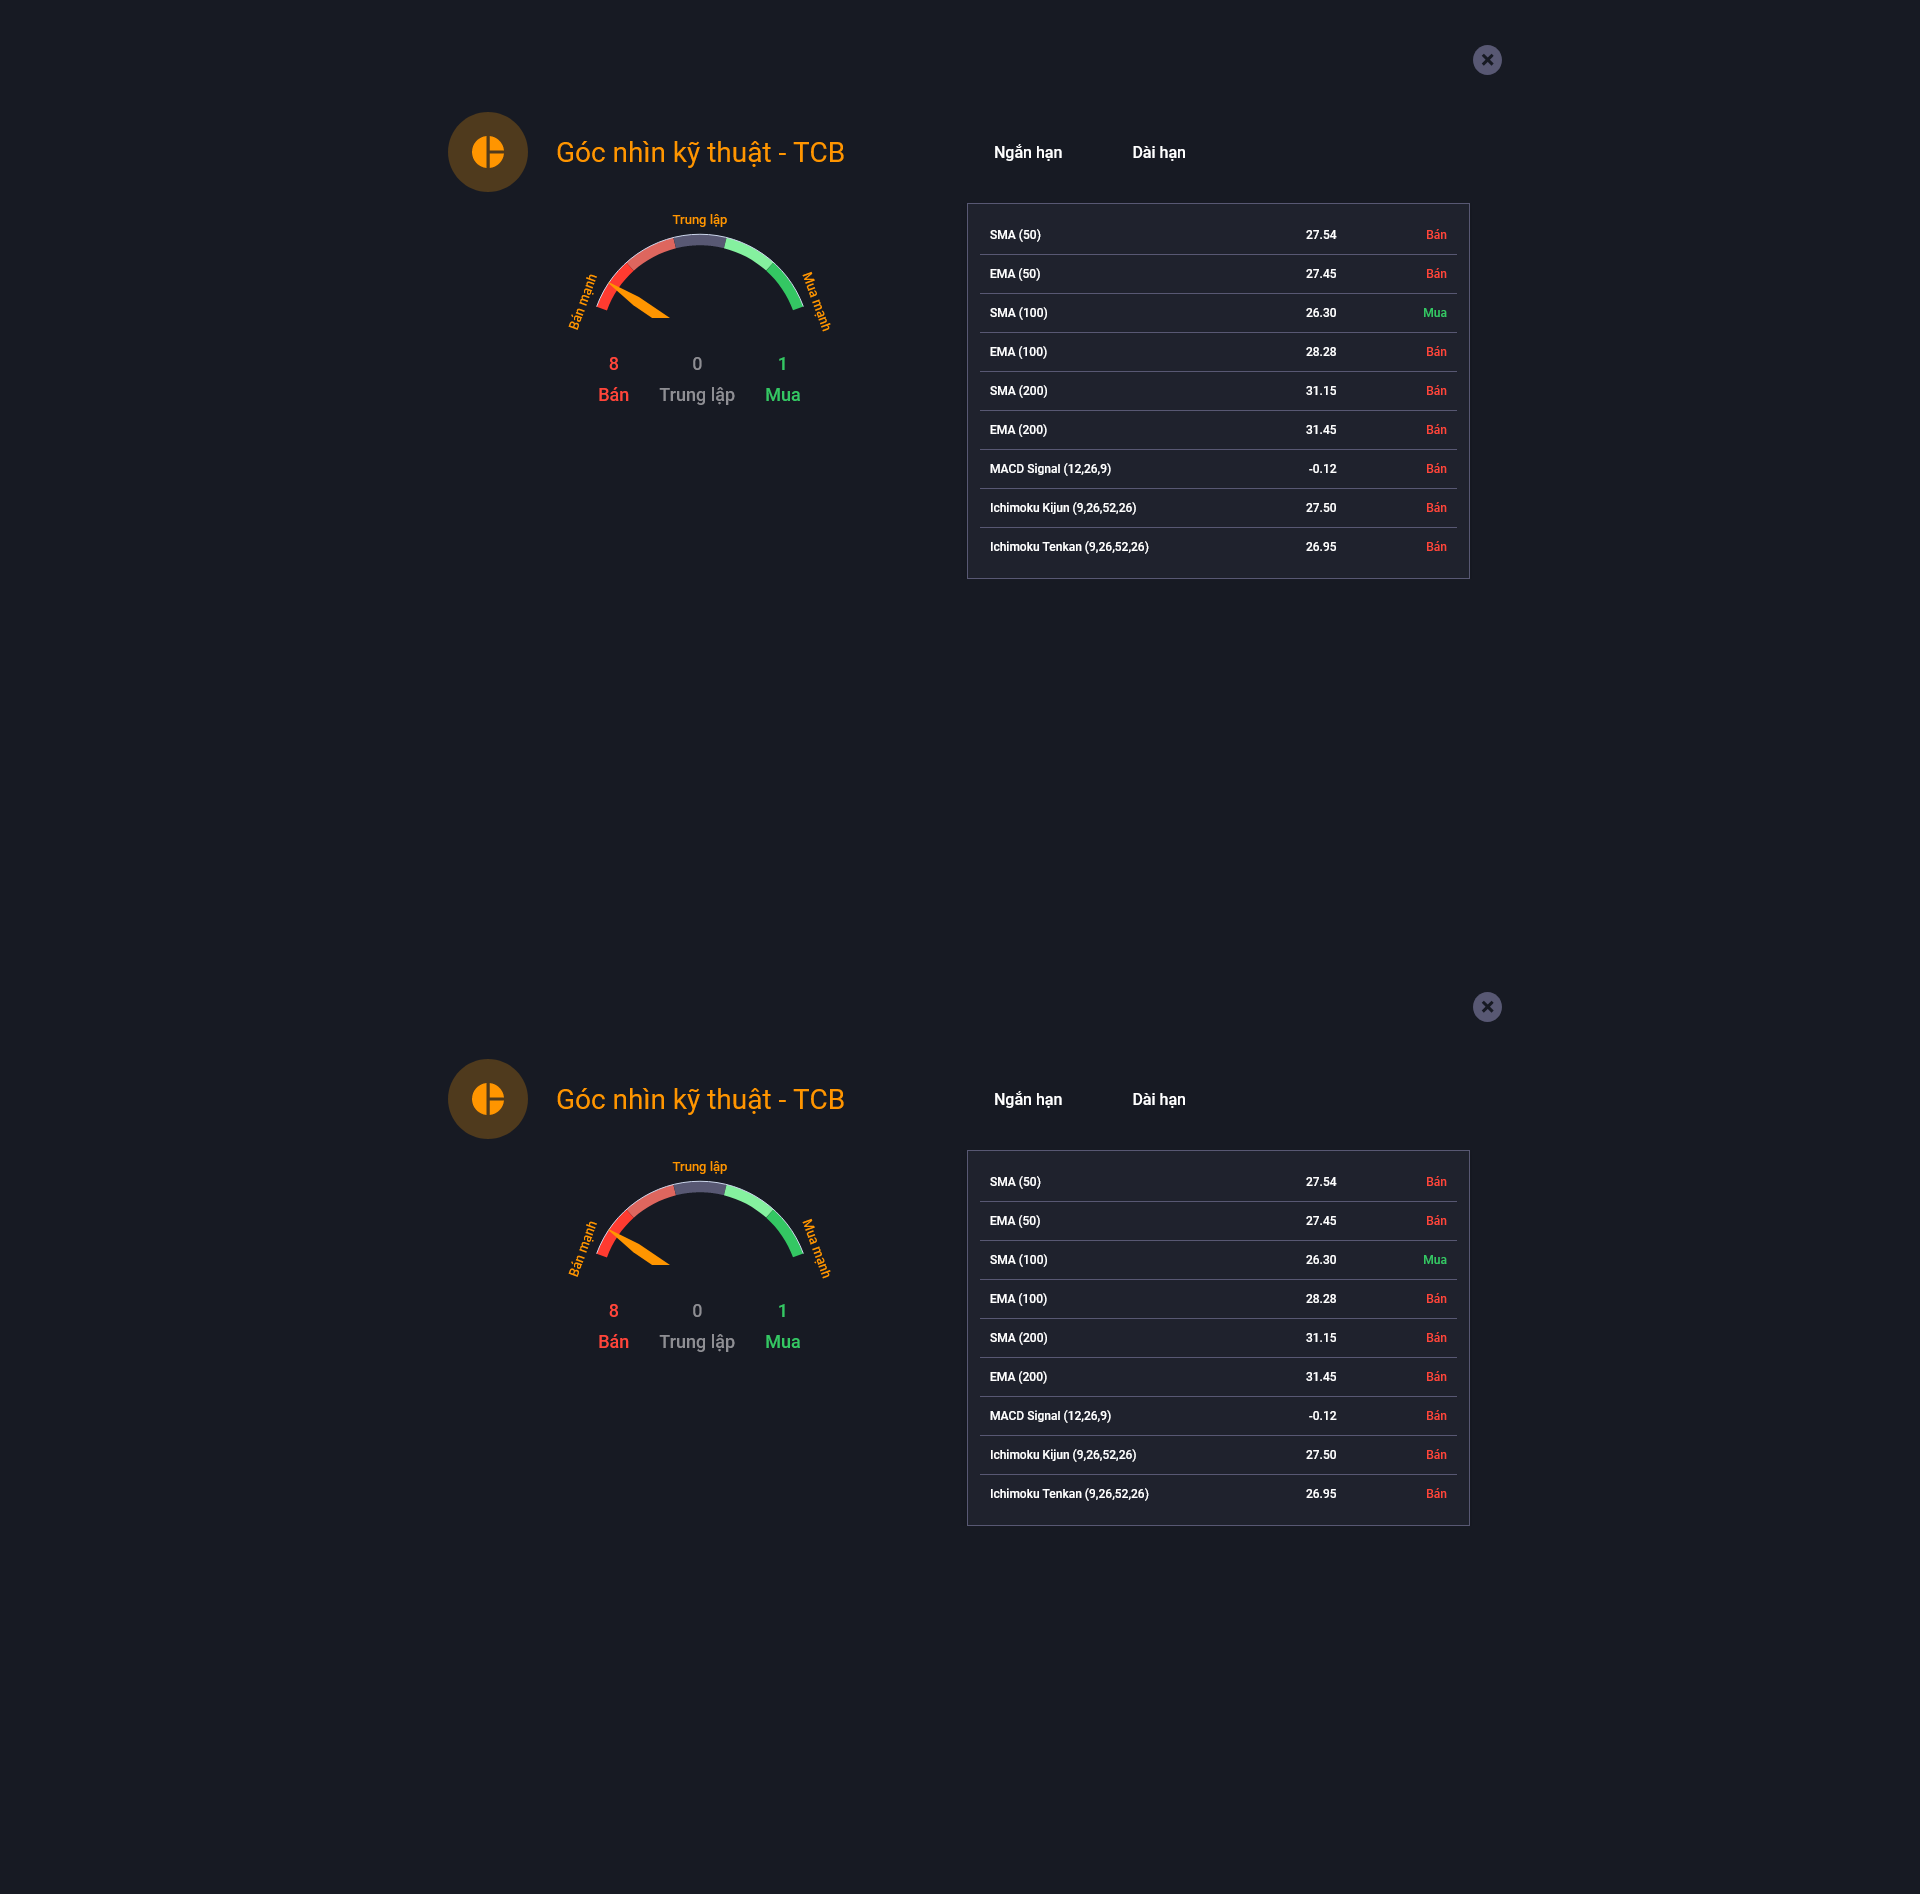 Góc nhìn kỹ thuật - TCB
Ngắn hạn Dài hạn
Trung lập
Bán mạnh
Mua mạnh
8 0 1
Bán Trung lập Mua
SMA (50) 27.54 Bán
EMA (50) 27.45 Bán
SMA (100) 26.30 Mua
EMA (100) 28.28 Bán
SMA (200) 31.15 Bán
EMA (200) 31.45 Bán
MACD Signal (12,26,9) -0.12 Bán
Ichimoku Kijun (9,26,52,26) 27.50 Bán
Ichimoku Tenkan (9,26,52,26) 26.95 Bán
Góc nhìn kỹ thuật - TCB
Ngắn hạn Dài hạn
Trung lập
Bán mạnh
Mua mạnh
8 0 1
Bán Trung lập Mua
SMA (50) 27.54 Bán
EMA (50) 27.45 Bán
SMA (100) 26.30 Mua
EMA (100) 28.28 Bán
SMA (200) 31.15 Bán
EMA (200) 31.45 Bán
MACD Signal (12,26,9) -0.12 Bán
Ichimoku Kijun (9,26,52,26) 27.50 Bán
Ichimoku Tenkan (9,26,52,26) 26.95 Bán